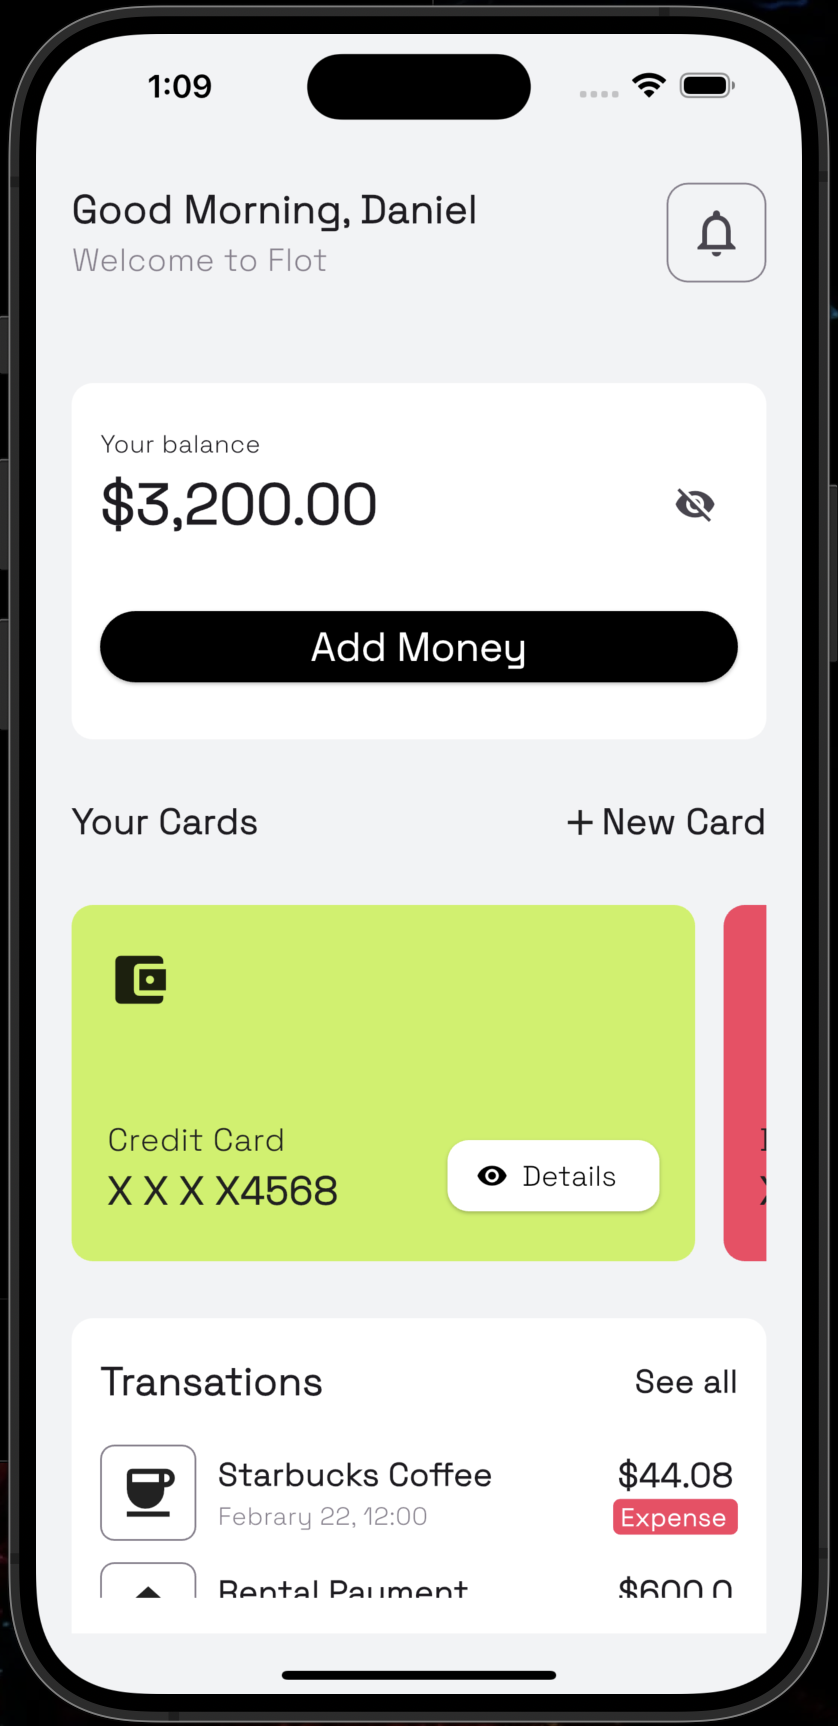 1:09
Good Morning, Daniel
Welcome to Flot
Your balance
$3,200.00
Add Money
Your Cards
+ New Card
Credit Card
X X X X4568
Details
Transations
See all
Starbucks Coffee
$44.08
Febrary 22, 12:00
Expense
Rental Payment
$600.0